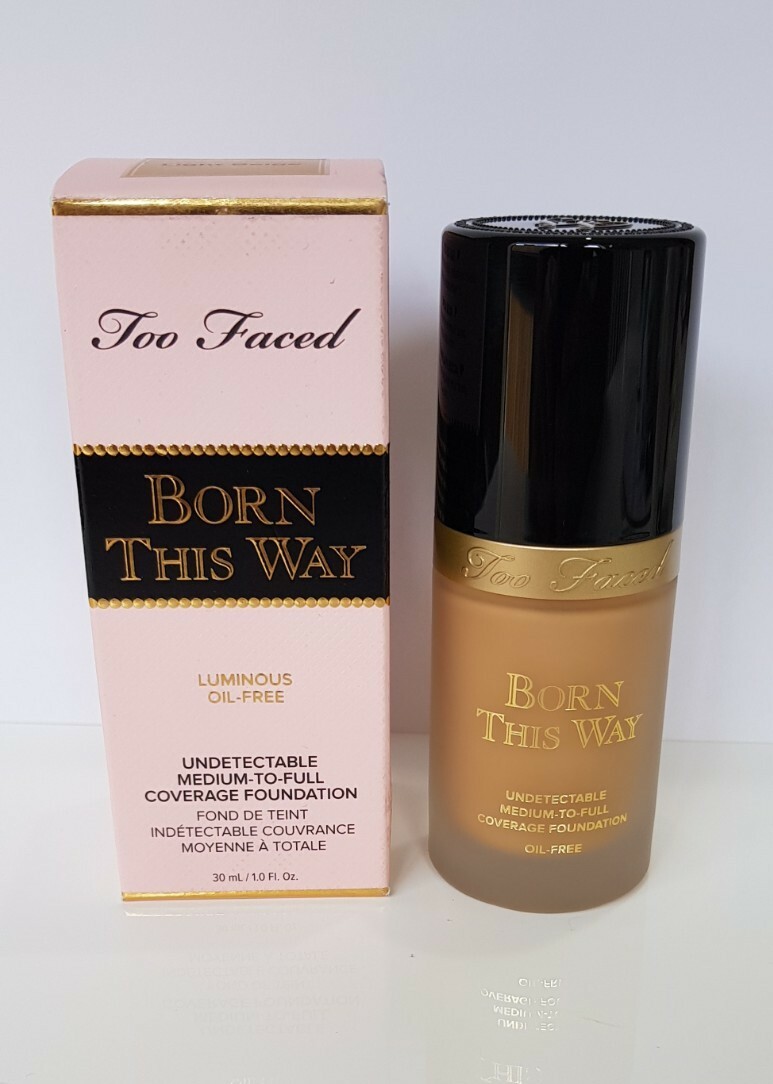 Light Beige
Too Faced
BORN
THIS WAY
LUMINOUS
OIL-FREE
UNDETECTABLE
MEDIUM-TO-FULL
COVERAGE FOUNDATION
FOND DE TEINT
INDÉTECTABLE COUVRANCE
MOYENNE À TOTALE
30 mL / 1.0 Fl. Oz.
Too Faced
BORN
THIS WAY
UNDETECTABLE
MEDIUM-TO-FULL
COVERAGE FOUNDATION
OIL-FREE